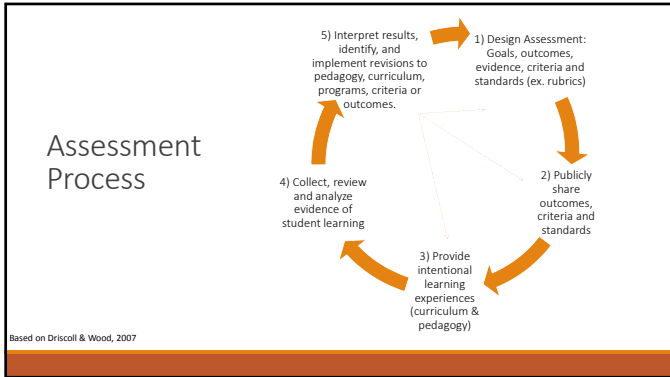 Assessment
Process
5) Interpret results,
identify, and
implement revisions to
pedagogy, curriculum,
programs, criteria or
outcomes.
1) Design Assessment:
Goals, outcomes,
evidence, criteria and
standards (ex. rubrics)
2) Publicly
share
outcomes,
criteria and
standards
3) Provide
intentional
learning
experiences
(curriculum &
pedagogy)
4) Collect, review
and analyze
evidence of
student learning
Based on Driscoll & Wood, 2007